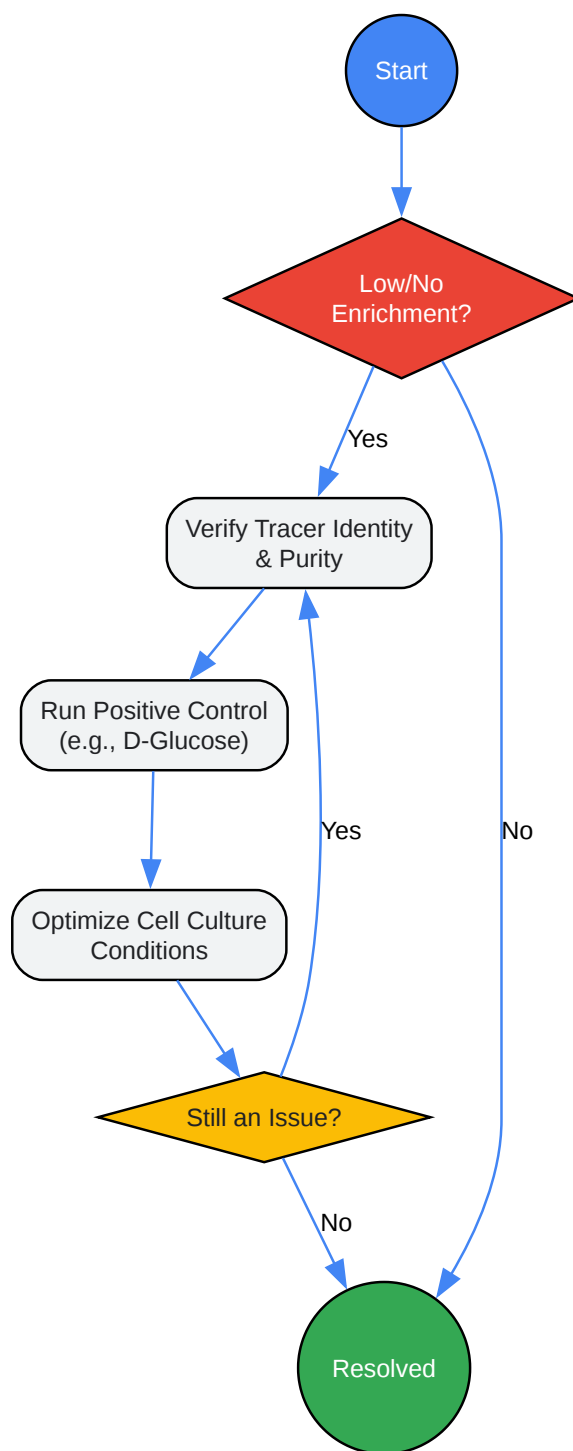 Start
Low/No
Enrichment?
Yes
Verify Tracer Identity
& Purity
Run Positive Control
(e.g., D-Glucose)
Yes
No
Optimize Cell Culture
Conditions
Still an Issue?
No
Resolved